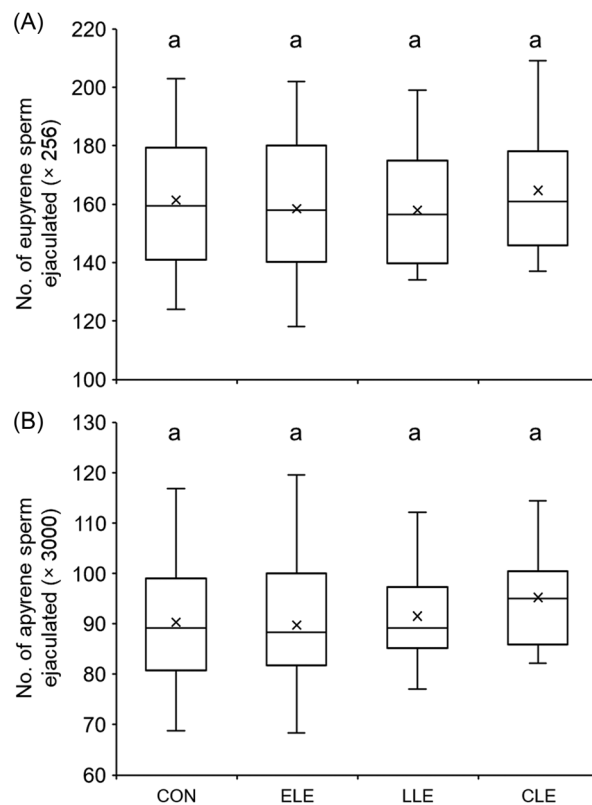 (A)
No. of eupyrene sperm
ejaculated (× 256)
220
200
180
160
140
120
100
a a a a
(B)
No. of apyrene sperm
ejaculated (× 3000)
130
120
110
100
90
80
70
60
a a a a
CON ELE LLE CLE